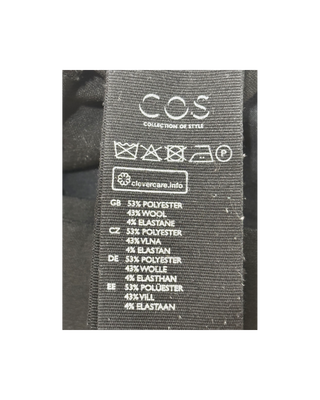 COS
COLLECTION OF STYLE
P
clevercare.info
GB 53% POLYESTER
43% WOOL
4% ELASTANE
CZ 53% POLYESTER
43% VLNA
4% ELASTAN
DE 53% POLYESTER
43% WOLLE
4% ELASTHAN
EE 53% POLÜESTER
43% VILL
4% ELASTAAN